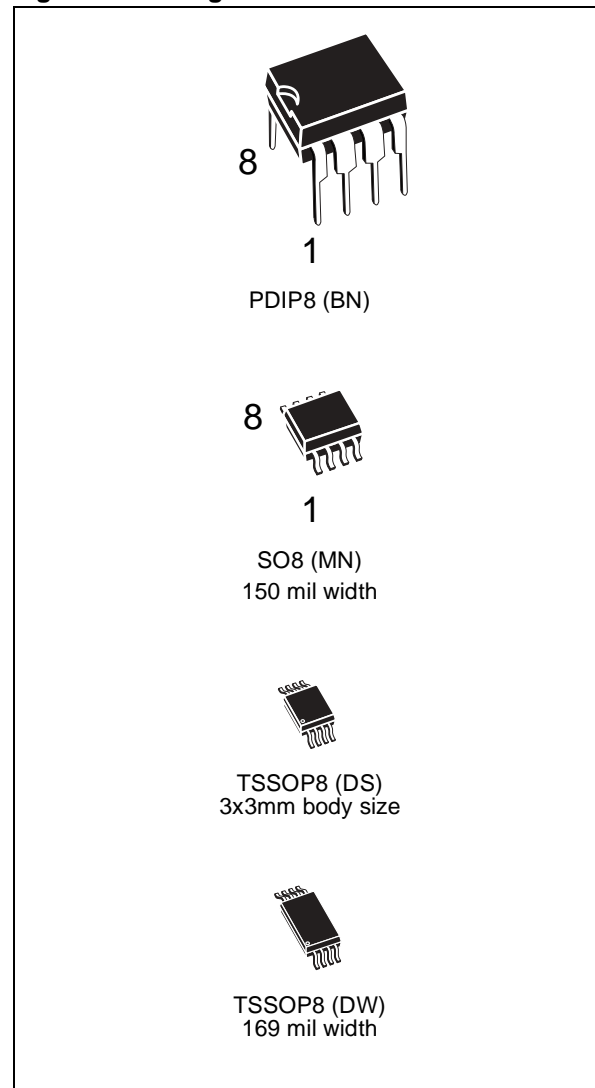 8
1
PDIP8 (BN)
8
1
SO8 (MN)
150 mil width
TSSOP8 (DS)
3x3mm body size
TSSOP8 (DW)
169 mil width